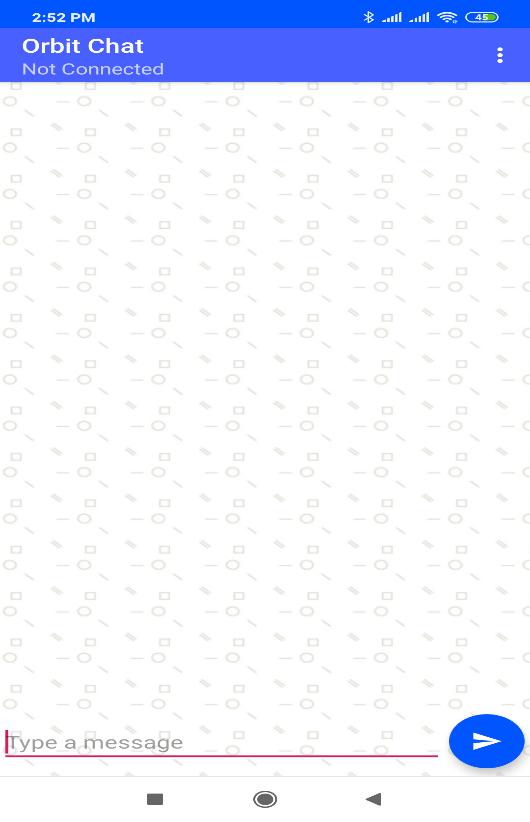 2:52 PM
45
Orbit Chat
Not Connected
Type a message